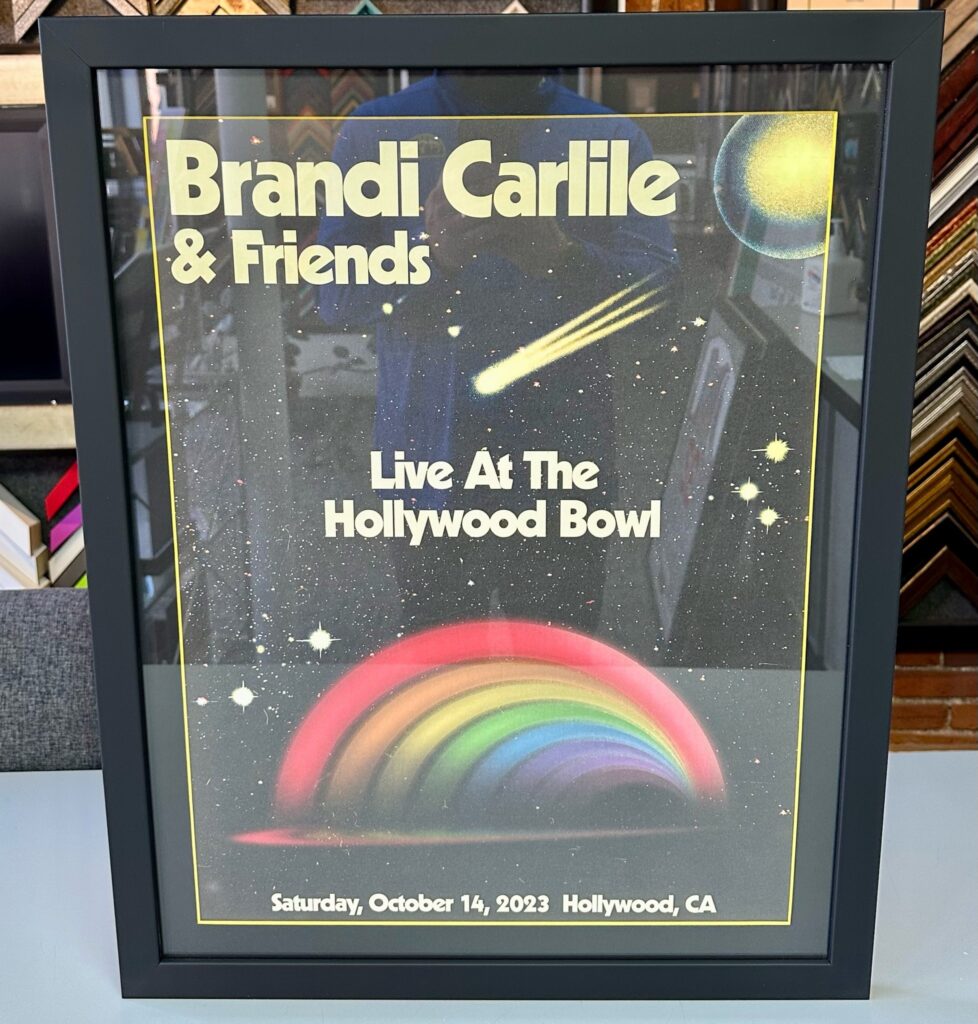 Brandi Carlile
& Friends
Live At The
Hollywood Bowl
Saturday, October 14, 2023 Hollywood, CA